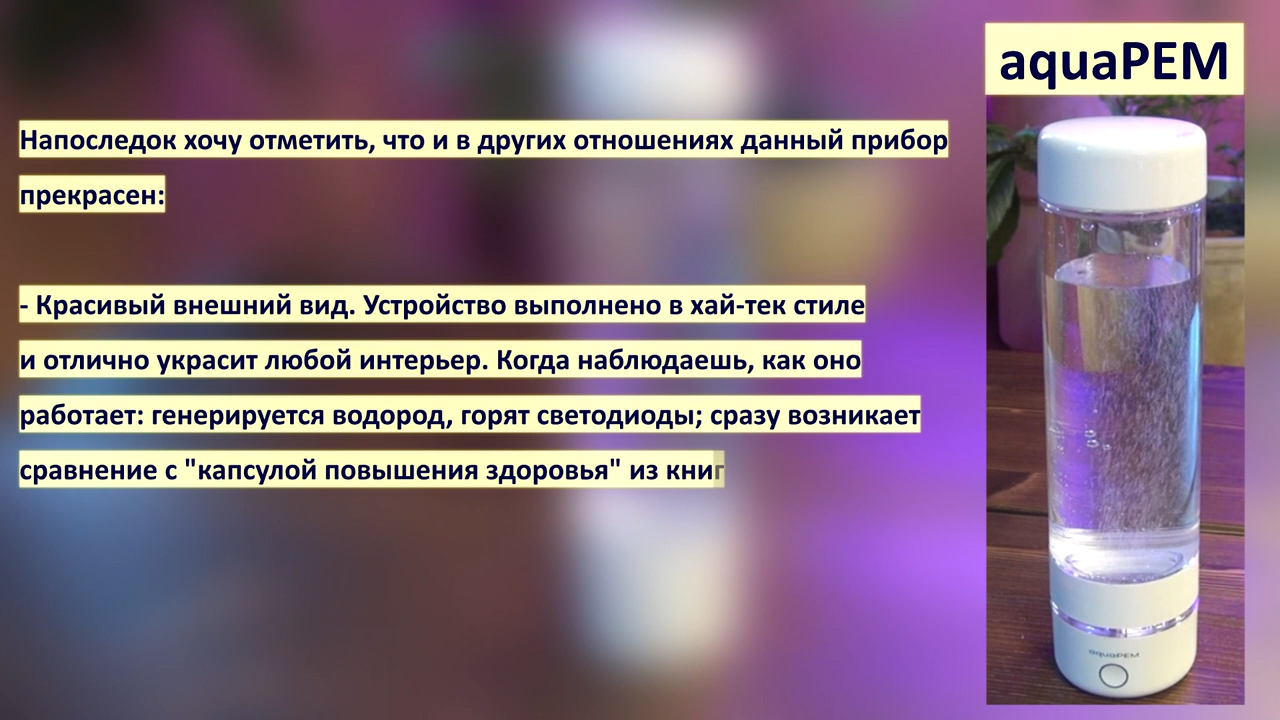 aquaPEM
Напоследок хочу отметить, что и в других отношениях данный прибор
прекрасен:
- Красивый внешний вид. Устройство выполнено в хай-тек стиле
и отлично украсит любой интерьер. Когда наблюдаешь, как оно
работает: генерируется водород, горят светодиоды; сразу возникает
сравнение с "капсулой повышения здоровья" из книг
aquaPEM